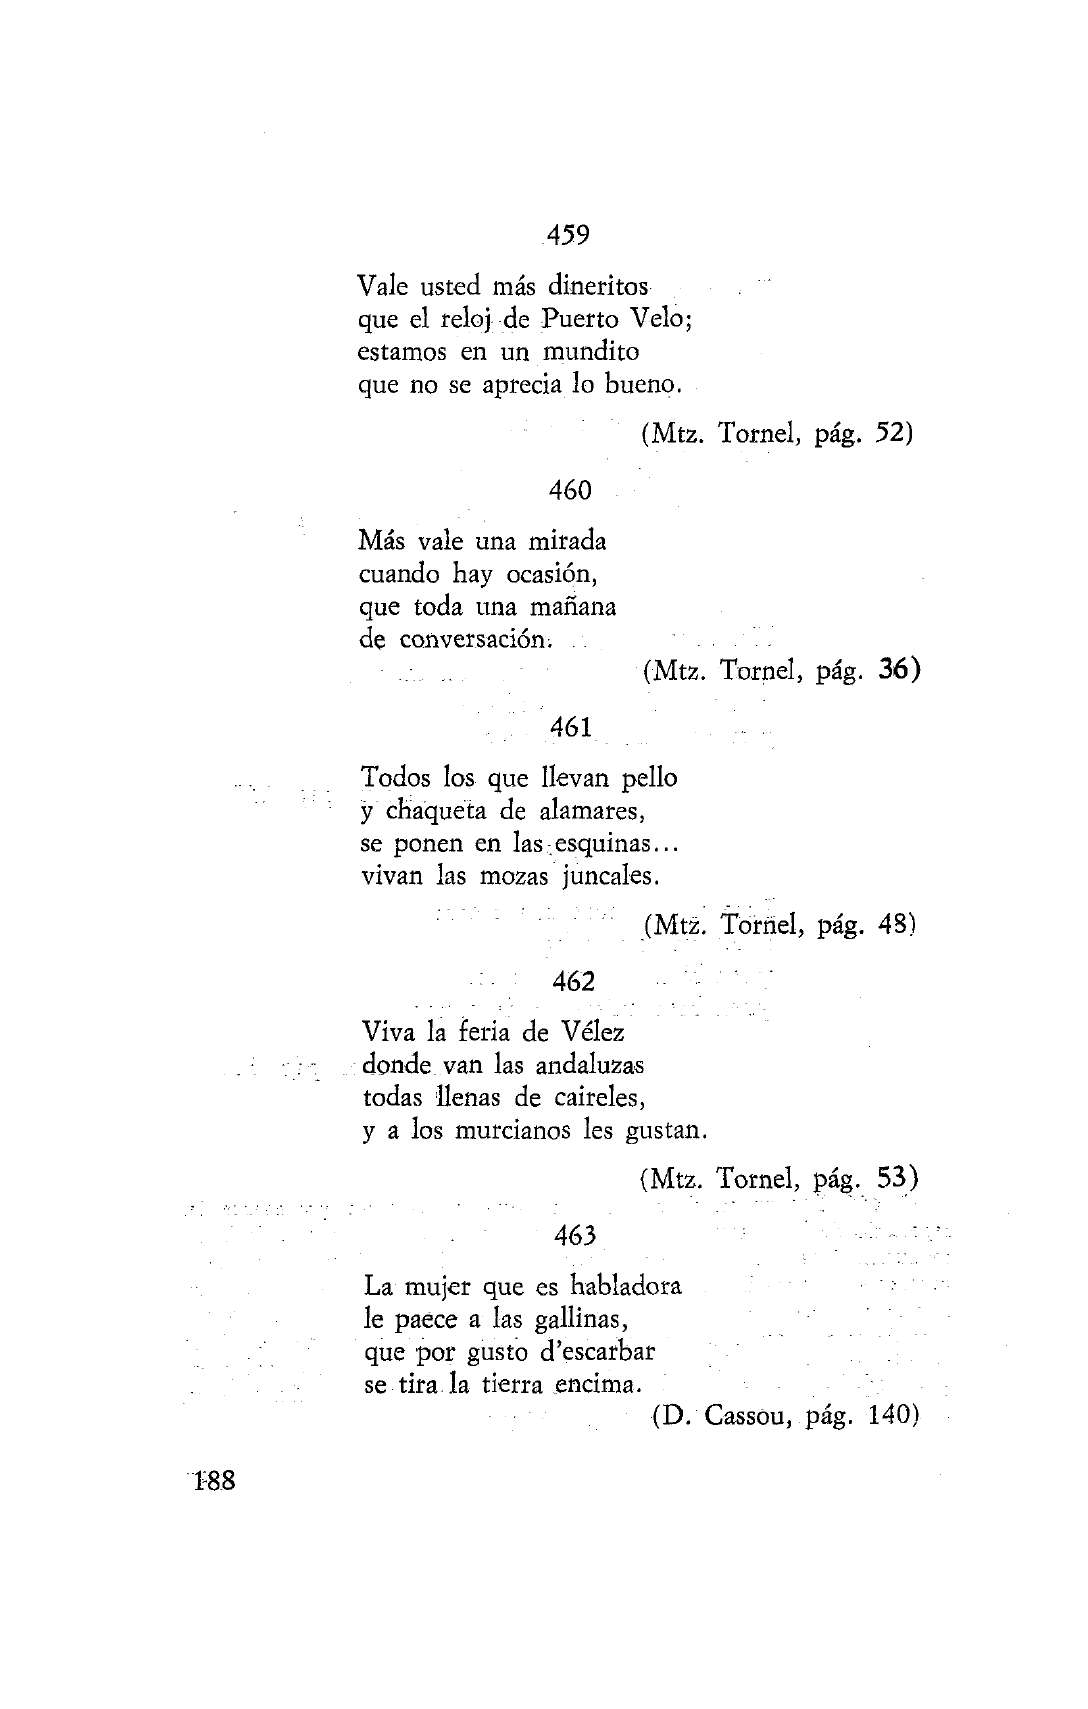 459
Vale usted más dineritos
que el reloj de Puerto Velo;
estamos en un mundito
que no se aprecia lo bueno.
(Mtz. Tornel, pág. 52)
460
Más vale una mirada
cuando hay ocasión,
que toda una mañana
de conversación.
(Mtz. Tornel, pág. 36)
461
Todos los que llevan pello
y chaqueta de alamares,
se ponen en las esquinas...
vivan las mozas juncales.
(Mtz. Tornel, pág. 48)
462
Viva la feria de Vélez
donde van las andaluzas
todas llenas de caireles,
y a los murcianos les gustan.
(Mtz. Tornel, pág. 53)
463
La mujer que es habladora
le paece a las gallinas,
que por gusto d'escarbar
se tira la tierra encima.
(D. Cassou, pág. 140)
188